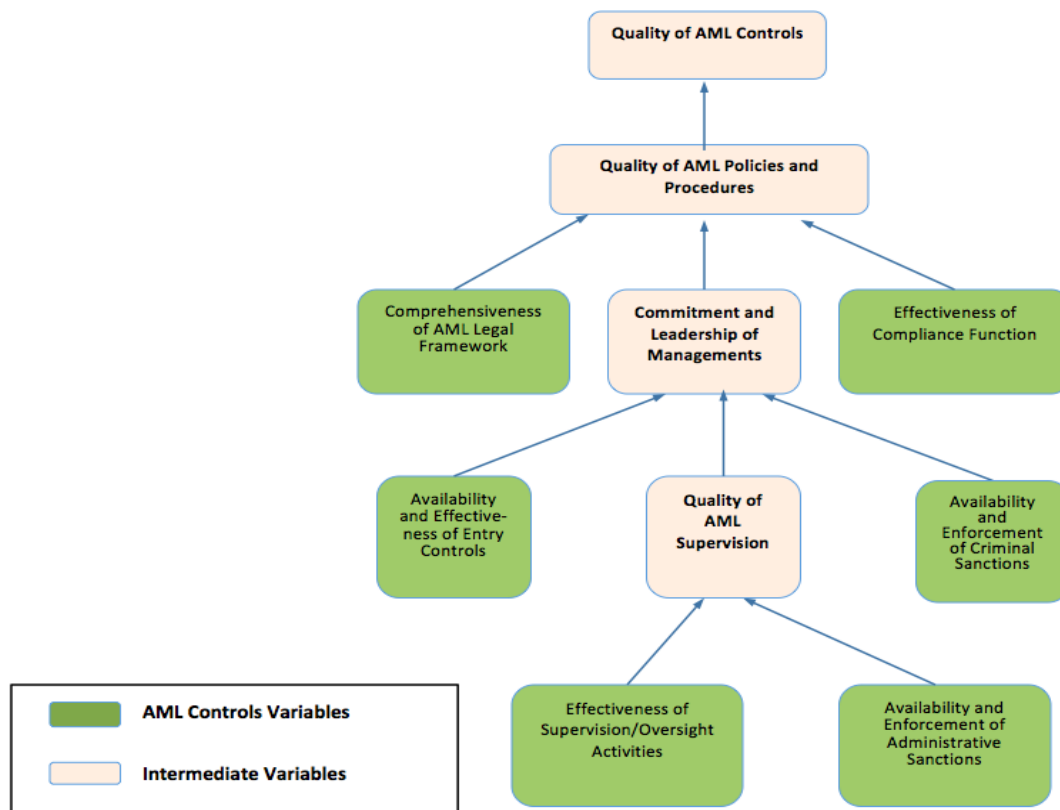 Quality of AML Controls
Quality of AML Policies and
Procedures
Comprehensiveness
of AML Legal
Framework
Commitment and
Leadership of
Managements
Effectiveness of
Compliance Function
Availability
and Effective-
ness of Entry
Controls
Quality of
AML
Supervision
Availability
and
Enforcement
of Criminal
Sanctions
Effectiveness of
Supervision/Oversight
Activities
Availability and
Enforcement of
Administrative
Sanctions
AML Controls Variables
Intermediate Variables